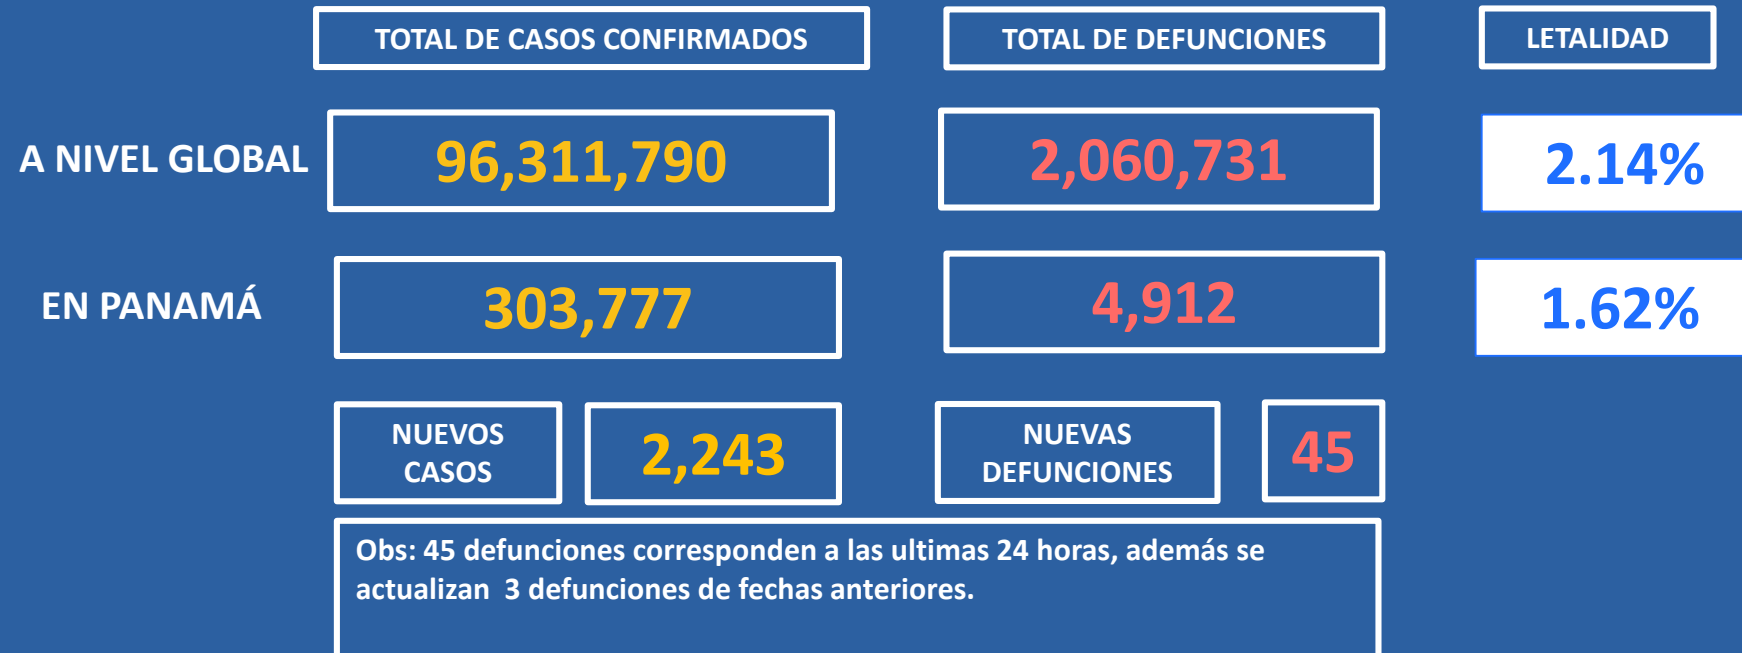 TOTAL DE CASOS CONFIRMADOS
TOTAL DE DEFUNCIONES
LETALIDAD
A NIVEL GLOBAL
96,311,790
2,060,731
2.14%
EN PANAMÁ
303,777
4,912
1.62%
NUEVOS
CASOS
2,243
NUEVAS
DEFUNCIONES
45
Obs: 45 defunciones corresponden a las ultimas 24 horas, además se
actualizan  3 defunciones de fechas anteriores.